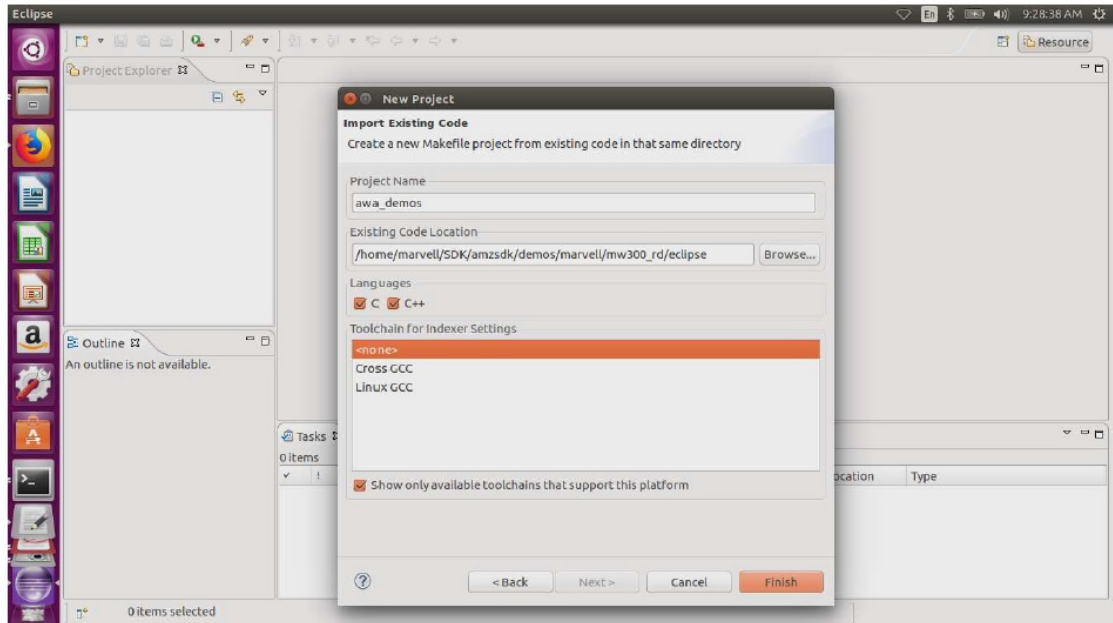 Eclipse
En
9:28:38 AM
Resource
Project Explorer
New Project
Import Existing Code
Create a new Makefile project from existing code in that same directory
Project Name
awa_demos
Existing Code Location
/home/marvell/SDK/amzsdk/demos/marvell/mw300_rd/eclipse
Browse...
Languages
C
C++
Toolchain for Indexer Settings
<none>
Cross GCC
Linux GCC
Show only available toolchains that support this platform
< Back
Next >
Cancel
Finish
Outline
An outline is not available.
Tasks
0 items
!
ocation
Type
0 items selected